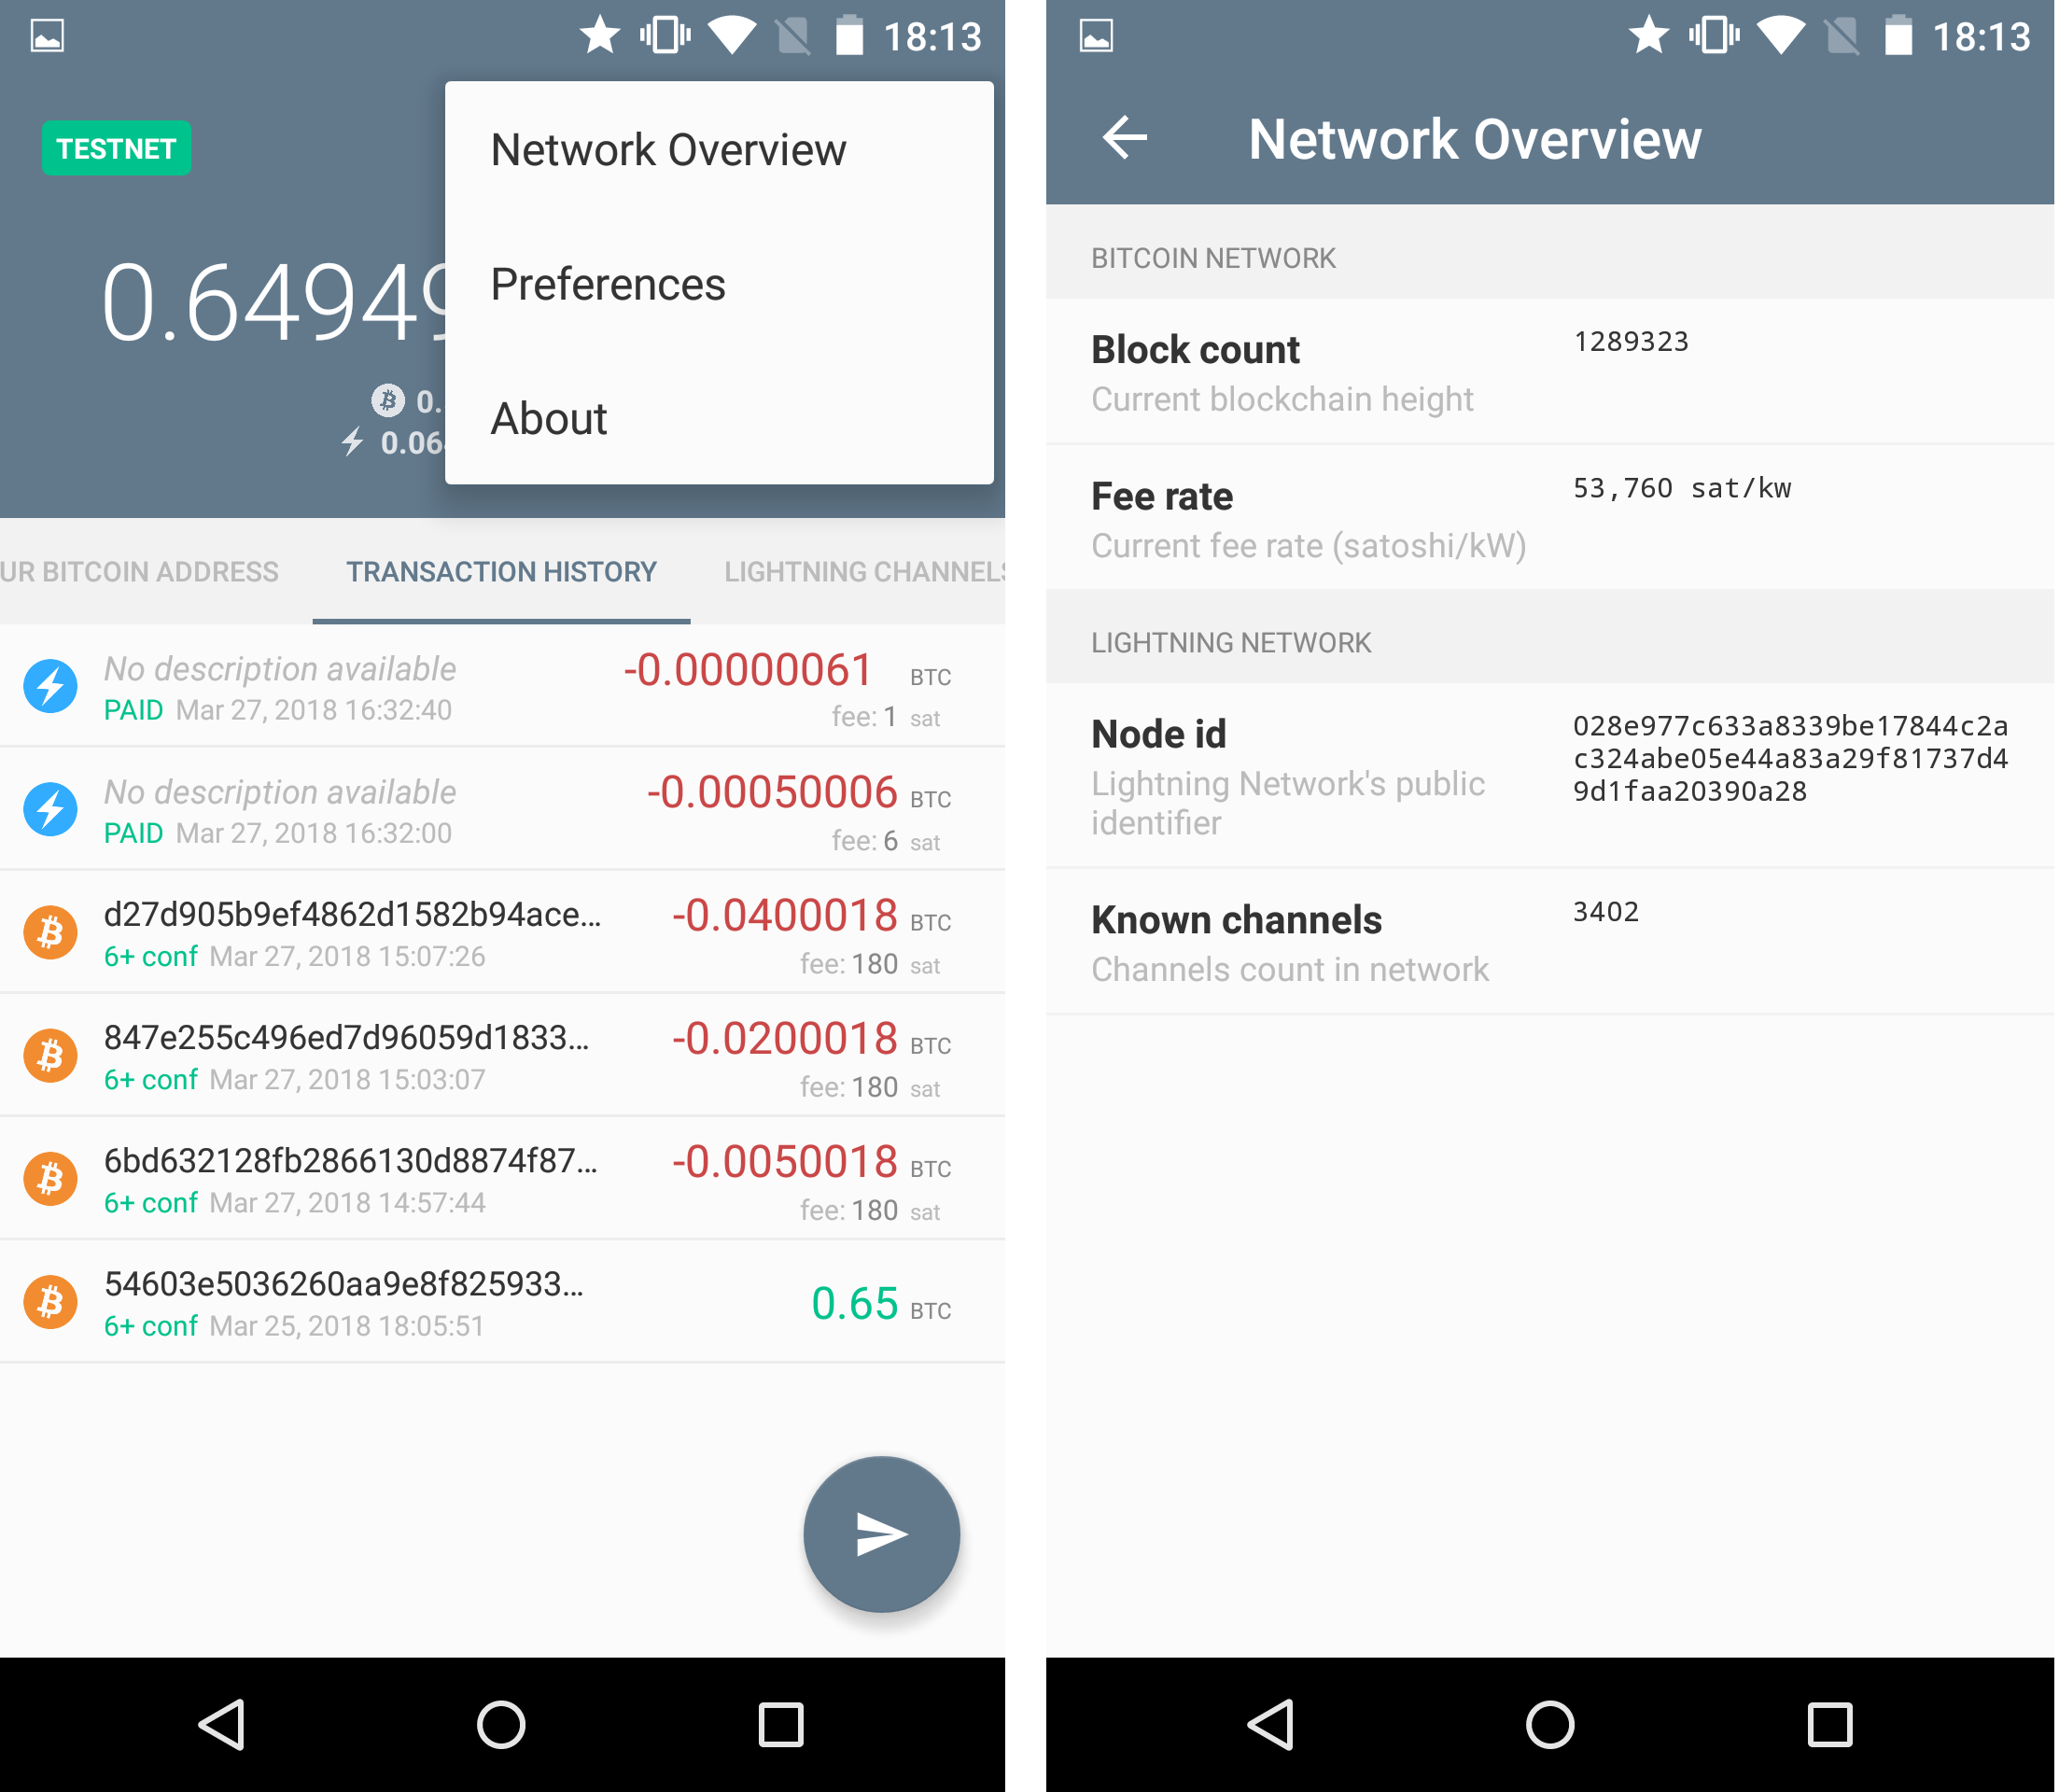 18:13
TESTNET
Network Overview
Preferences
About
0.64949
0.
0.06
UR BITCOIN ADDRESS
TRANSACTION HISTORY
LIGHTNING CHANNELS
No description available
-0.00000061 BTC
PAID Mar 27, 2018 16:32:40
fee: 1 sat
No description available
-0.00050006 BTC
PAID Mar 27, 2018 16:32:00
fee: 6 sat
d27d905b9ef4862d1582b94ace...
-0.0400018 BTC
6+ conf Mar 27, 2018 15:07:26
fee: 180 sat
847e255c496ed7d96059d1833...
-0.0200018 BTC
6+ conf Mar 27, 2018 15:03:07
fee: 180 sat
6bd632128fb2866130d8874f87...
-0.0050018 BTC
6+ conf Mar 27, 2018 14:57:44
fee: 180 sat
54603e5036260aa9e8f825933...
0.65 BTC
6+ conf Mar 25, 2018 18:05:51
18:13
Network Overview
BITCOIN NETWORK
Block count
1289323
Current blockchain height
Fee rate
53,760 sat/kw
Current fee rate (satoshi/kW)
LIGHTNING NETWORK
Node id
028e977c633a8339be17844c2a
c324abe05e44a83a29f81737d4
9d1faa20390a28
Lightning Network's public
identifier
Known channels
3402
Channels count in network